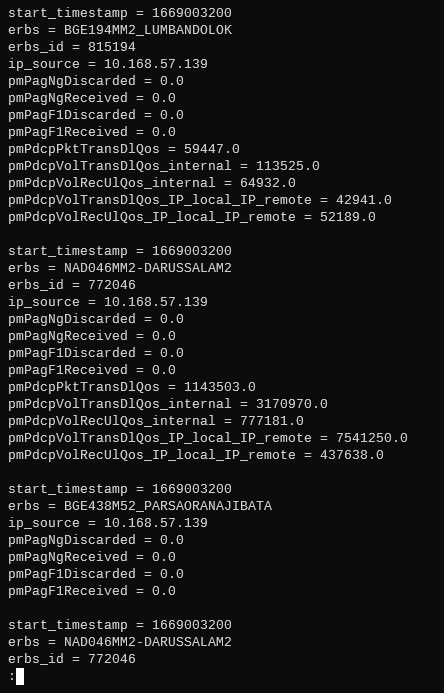 start_timestamp = 1669003200
erbs = BGE194MM2_LUMBANDOLOK
erbs_id = 815194
ip_source = 10.168.57.139
pmPagNgDiscarded = 0.0
pmPagNgReceived = 0.0
pmPagF1Discarded = 0.0
pmPagF1Received = 0.0
pmPdcpPktTransDlQos = 59447.0
pmPdcpVolTransDlQos_internal = 113525.0
pmPdcpVolRecUlQos_internal = 64932.0
pmPdcpVolTransDlQos_IP_local_IP_remote = 42941.0
pmPdcpVolRecUlQos_IP_local_IP_remote = 52189.0

start_timestamp = 1669003200
erbs = NAD046MM2-DARUSSALAM2
erbs_id = 772046
ip_source = 10.168.57.139
pmPagNgDiscarded = 0.0
pmPagNgReceived = 0.0
pmPagF1Discarded = 0.0
pmPagF1Received = 0.0
pmPdcpPktTransDlQos = 1143503.0
pmPdcpVolTransDlQos_internal = 3170970.0
pmPdcpVolRecUlQos_internal = 777181.0
pmPdcpVolTransDlQos_IP_local_IP_remote = 7541250.0
pmPdcpVolRecUlQos_IP_local_IP_remote = 437638.0

start_timestamp = 1669003200
erbs = BGE438M52_PARSAORANAJIBATA
ip_source = 10.168.57.139
pmPagNgDiscarded = 0.0
pmPagNgReceived = 0.0
pmPagF1Discarded = 0.0
pmPagF1Received = 0.0

start_timestamp = 1669003200
erbs = NAD046MM2-DARUSSALAM2
erbs_id = 772046
: